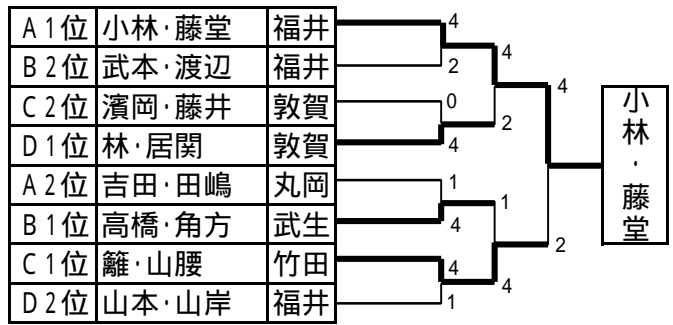 A1位 小林・藤堂 福井
B2位 武本・渡辺 福井
C2位 濱岡・藤井 敦賀
D1位 林・居関 敦賀
A2位 吉田・田嶋 丸岡
B1位 高橋・角方 武生
C1位 籬・山腰 竹田
D2位 山本・山岸 福井
4
2
0
4
1
4
4
1
4
2
1
4
4
2
小林・藤堂